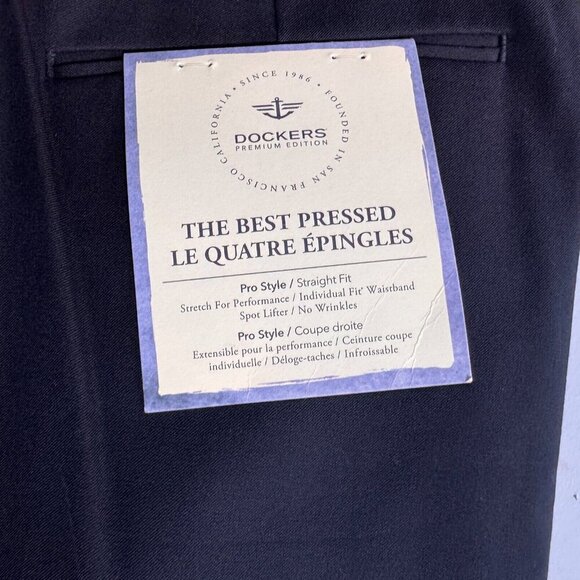 • SINCE 1986 • FOUNDED IN SAN FRANCISCO CALIFORNIA
DOCKERS
PREMIUM EDITION
THE BEST PRESSED
LE QUATRE ÉPINGLES
Pro Style / Straight Fit
Stretch For Performance / Individual Fit® Waistband
Spot Lifter / No Wrinkles
Pro Style / Coupe droite
Extensible pour la performance / Ceinture coupe
individuelle / Déloge-taches / Infroissable